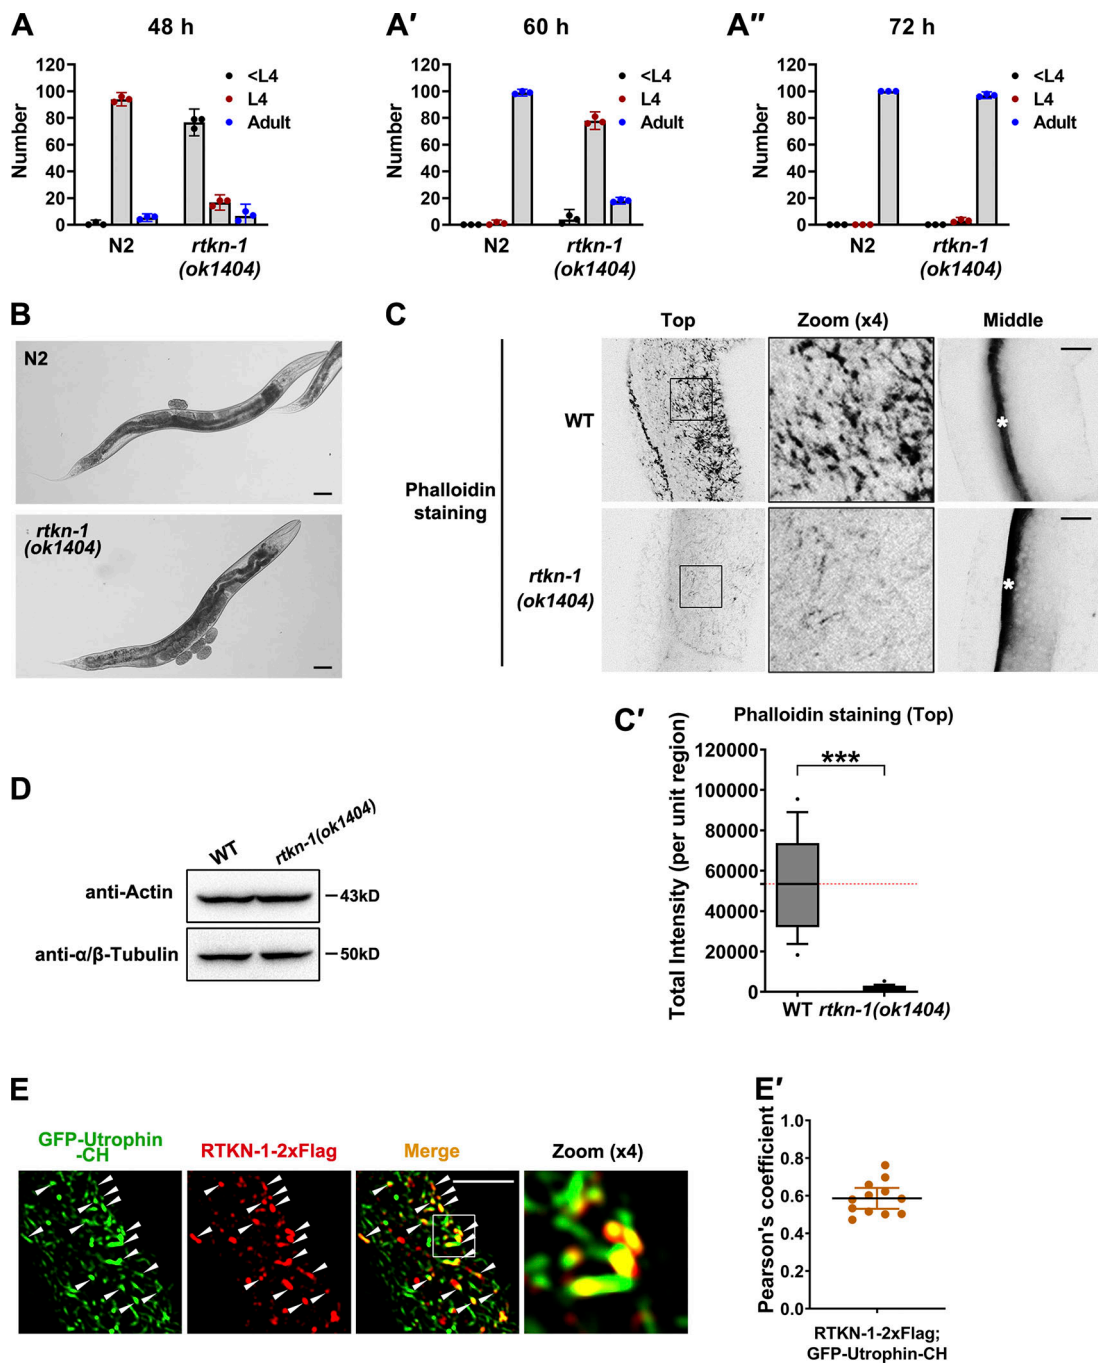 A 48 h
120
100
80
60
40
20
0
Number
<L4
L4
Adult
N2
rtkn-1
(ok1404)
A′ 60 h
120
100
80
60
40
20
0
Number
<L4
L4
Adult
N2
rtkn-1
(ok1404)
A″ 72 h
120
100
80
60
40
20
0
Number
<L4
L4
Adult
N2
rtkn-1
(ok1404)
B
N2
rtkn-1
(ok1404)
C
Top Zoom (x4) Middle
WT
*
Phalloidin
staining
rtkn-1
(ok1404)
*
C′ Phalloidin staining (Top)
Total Intensity (per unit region)
120000
100000
80000
60000
40000
20000
0
***
WT rtkn-1(ok1404)
D
WT rtkn-1(ok1404)
anti-Actin 43kD
anti-α/β-Tubulin 50kD
E
GFP-Utrophin
-CH
RTKN-1-2xFlag
Merge
Zoom (x4)
E′
Pearson's coefficient
1.0
0.8
0.6
0.4
0.2
0.0
RTKN-1-2xFlag;
GFP-Utrophin-CH